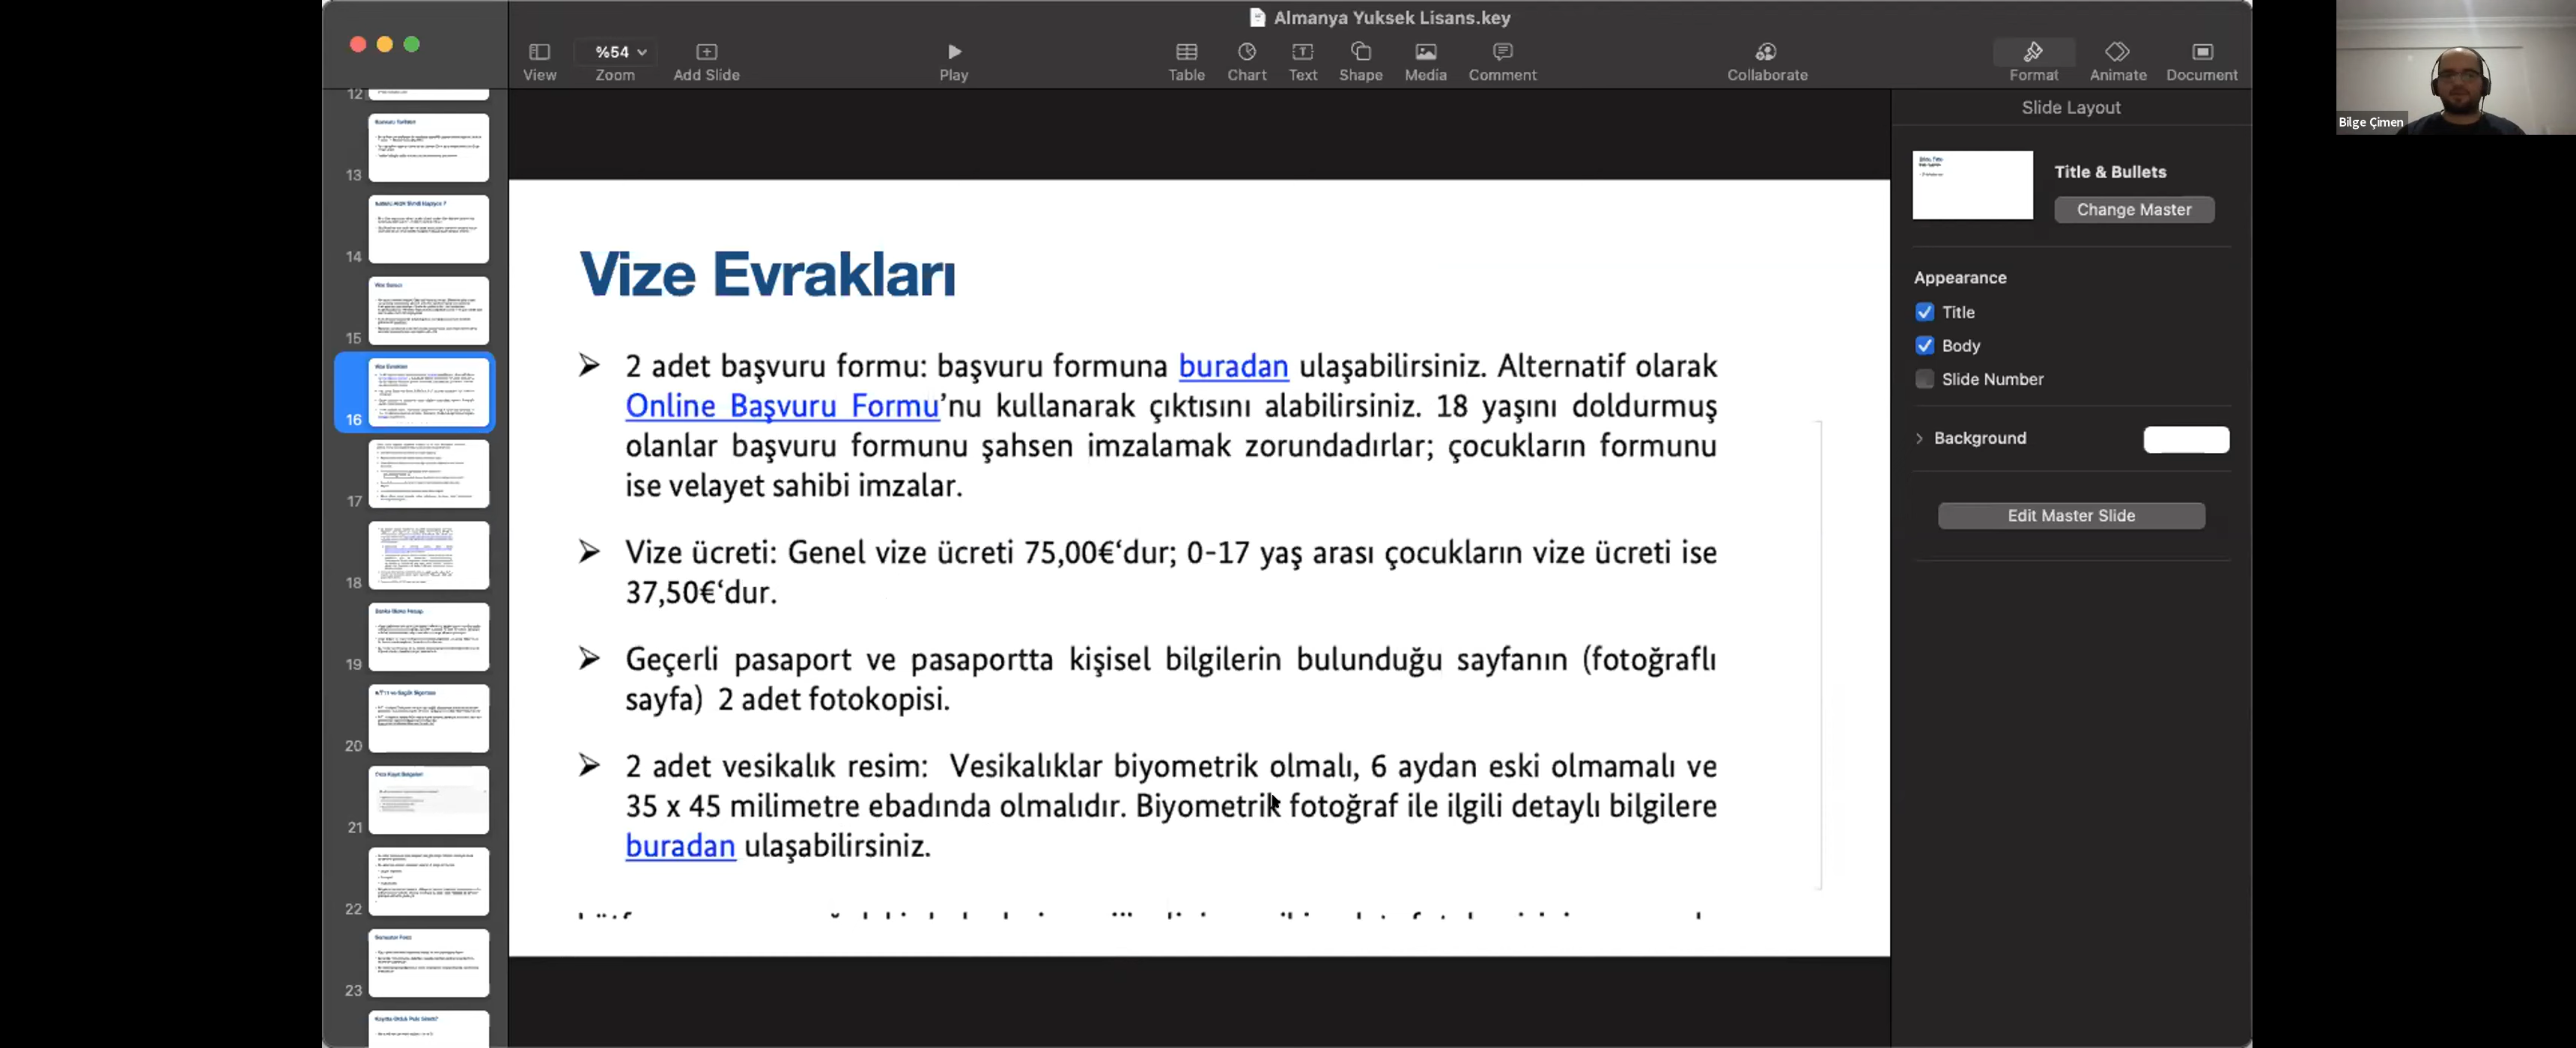 Almanya Yuksek Lisans.key
%54
View
Zoom
Add Slide
Play
Table
Chart
Text
Shape
Media
Comment
Collaborate
Format
Animate
Document
12
13
14
15
16
17
18
19
20
21
22
23
Vize Evrakları
➢ 2 adet başvuru formu: başvuru formuna buradan ulaşabilirsiniz. Alternatif olarak
Online Başvuru Formu’nu kullanarak çıktısını alabilirsiniz. 18 yaşını doldurmuş
olanlar başvuru formunu şahsen imzalamak zorundadırlar; çocukların formunu
ise velayet sahibi imzalar.
➢ Vize ücreti: Genel vize ücreti 75,00€‘dur; 0-17 yaş arası çocukların vize ücreti ise
37,50€‘dur.
➢ Geçerli pasaport ve pasaportta kişisel bilgilerin bulunduğu sayfanın (fotoğraflı
sayfa) 2 adet fotokopisi.
➢ 2 adet vesikalık resim: Vesikalıklar biyometrik olmalı, 6 aydan eski olmamalı ve
35 x 45 milimetre ebadında olmalıdır. Biyometrik fotoğraf ile ilgili detaylı bilgilere
buradan ulaşabilirsiniz.
Slide Layout
Title & Bullets
Change Master
Appearance
Title
Body
Slide Number
Background
Edit Master Slide
Bilge Çimen